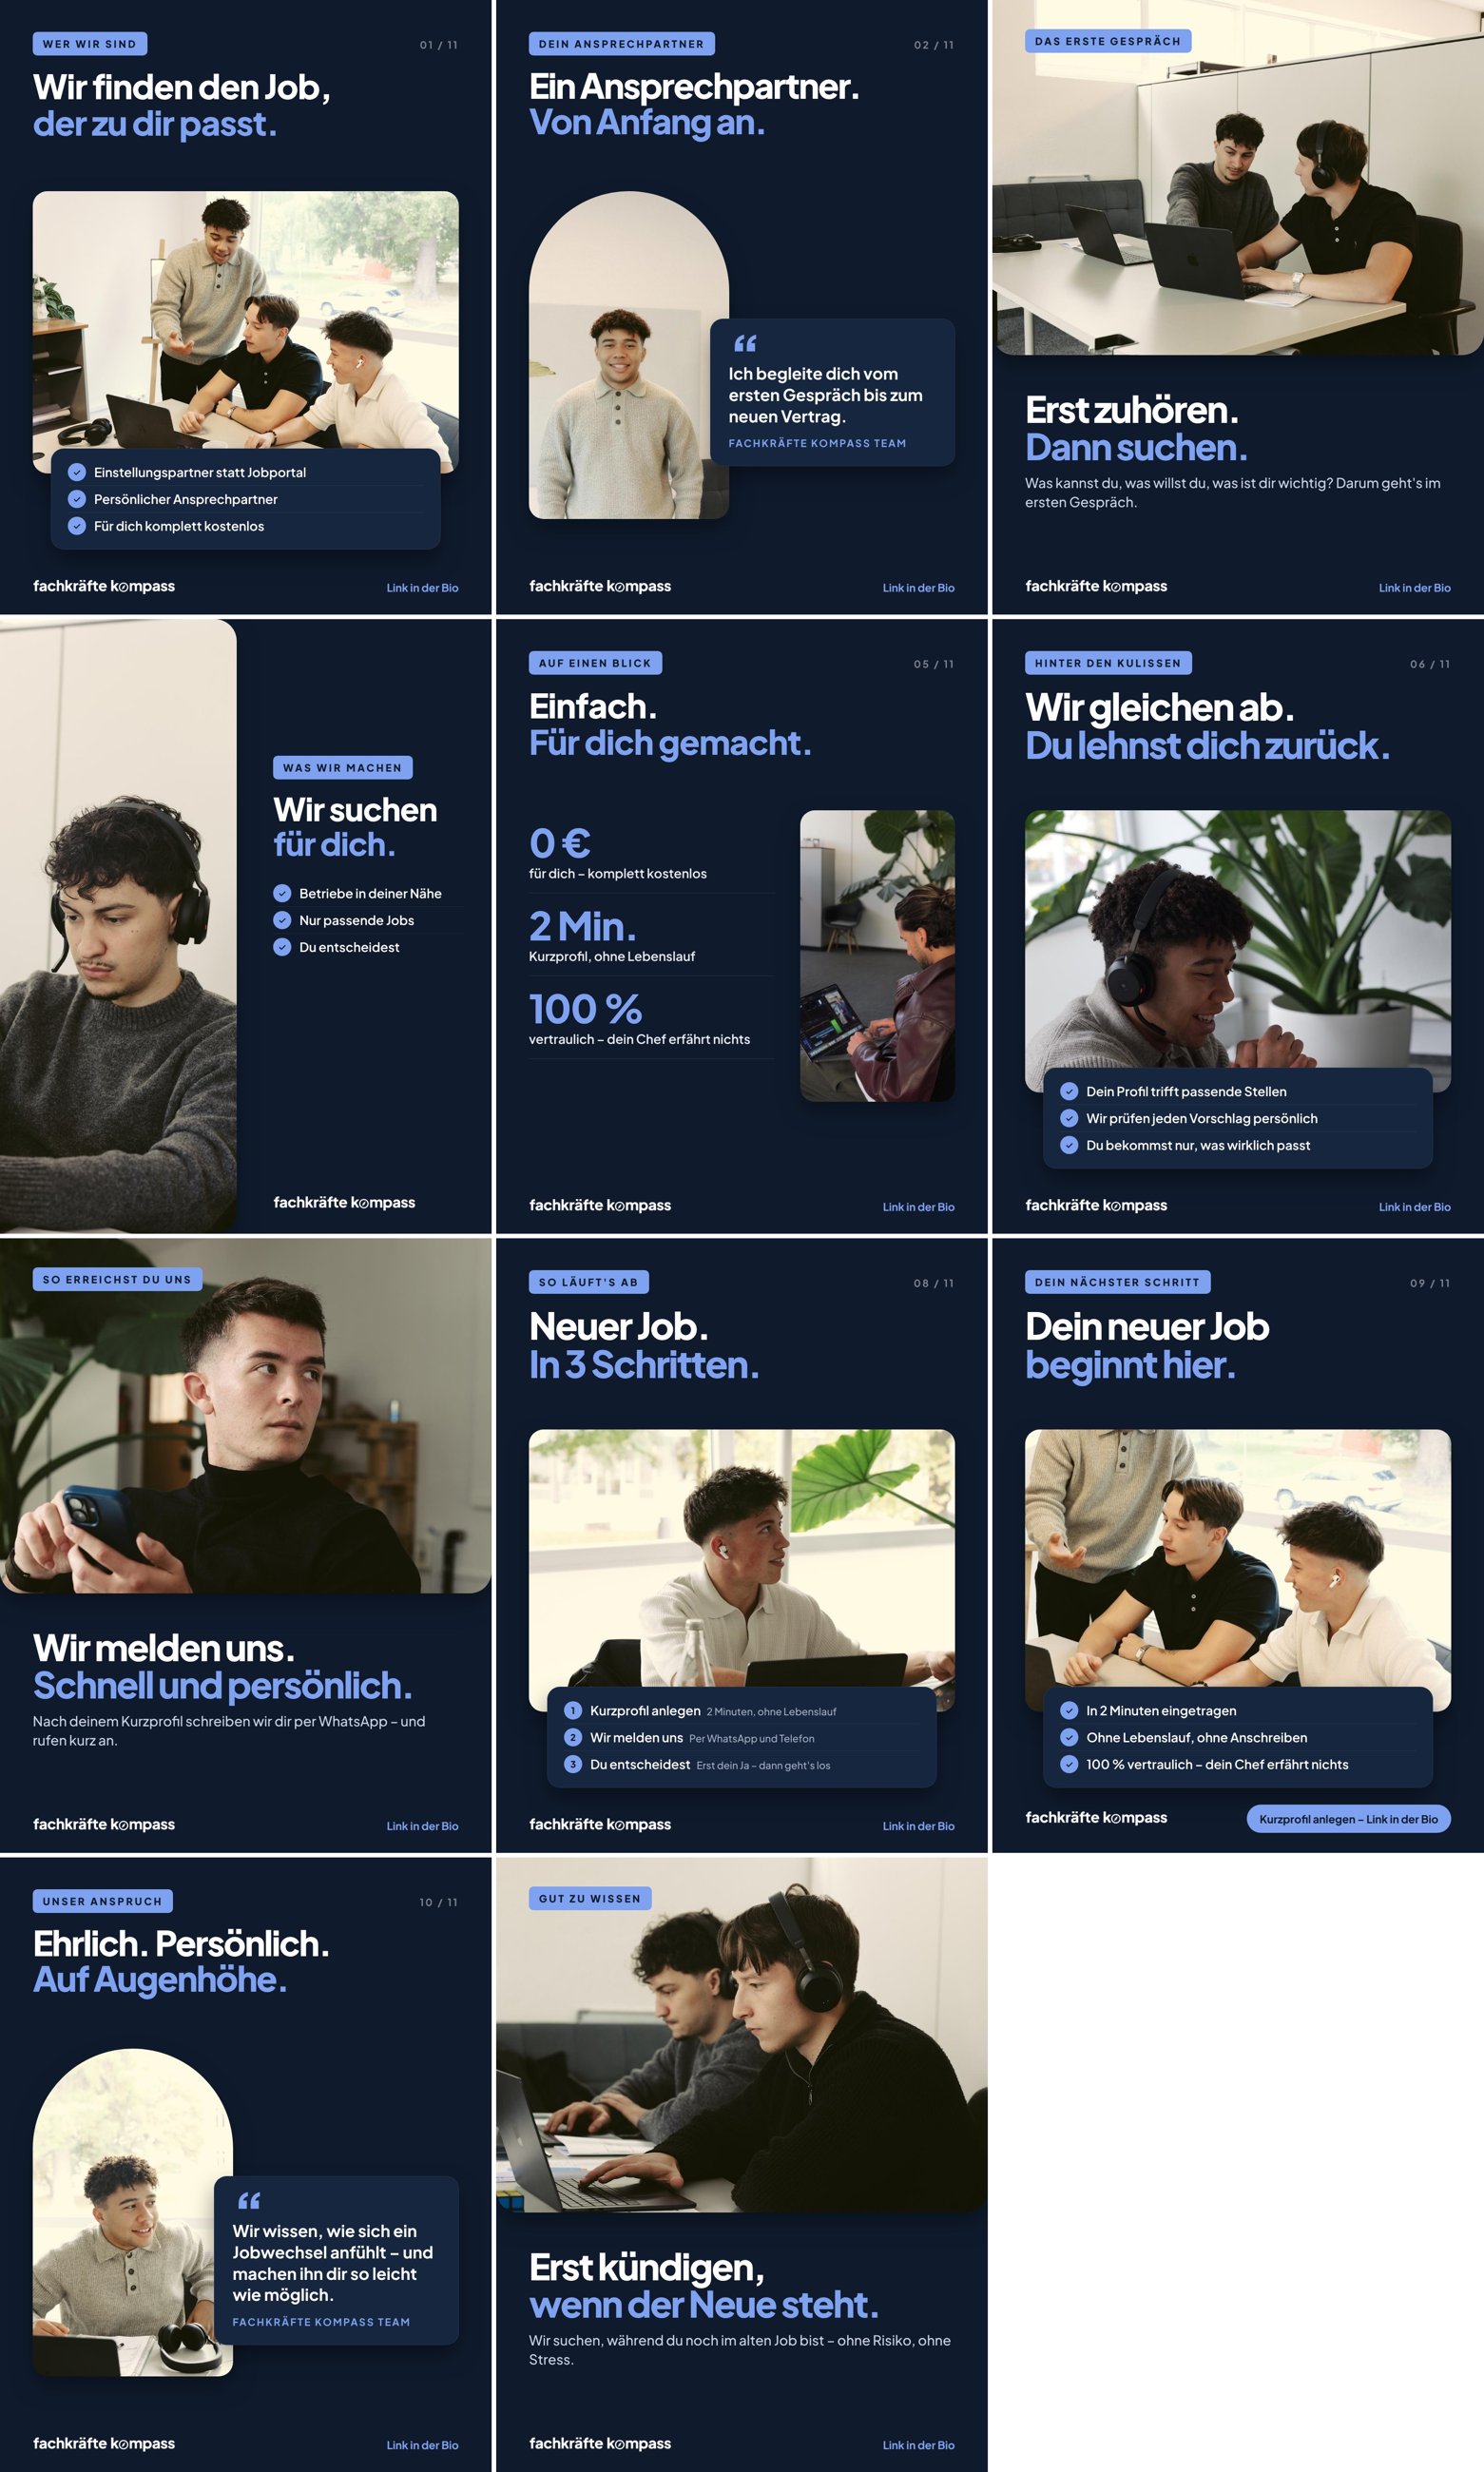 WER WIR SIND
01 / 11
Wir finden den Job,
der zu dir passt.
Einstellungspartner statt Jobportal
Persönlicher Ansprechpartner
Für dich komplett kostenlos
fachkräfte kompass
Link in der Bio
DEIN ANSPRECHPARTNER
02 / 11
Ein Ansprechpartner.
Von Anfang an.
Ich begleite dich vom
ersten Gespräch bis zum
neuen Vertrag.
FACHKRÄFTE KOMPASS TEAM
fachkräfte kompass
Link in der Bio
DAS ERSTE GESPRÄCH
Erst zuhören.
Dann suchen.
Was kannst du, was willst du, was ist dir wichtig? Darum geht's im
ersten Gespräch.
fachkräfte kompass
Link in der Bio
WAS WIR MACHEN
Wir suchen
für dich.
Betriebe in deiner Nähe
Nur passende Jobs
Du entscheidest
fachkräfte kompass
AUF EINEN BLICK
05 / 11
Einfach.
Für dich gemacht.
0 €
für dich – komplett kostenlos
2 Min.
Kurzprofil, ohne Lebenslauf
100 %
vertraulich – dein Chef erfährt nichts
fachkräfte kompass
Link in der Bio
HINTER DEN KULISSEN
06 / 11
Wir gleichen ab.
Du lehnst dich zurück.
Dein Profil trifft passende Stellen
Wir prüfen jeden Vorschlag persönlich
Du bekommst nur, was wirklich passt
fachkräfte kompass
Link in der Bio
SO ERREICHST DU UNS
Wir melden uns.
Schnell und persönlich.
Nach deinem Kurzprofil schreiben wir dir per WhatsApp – und
rufen kurz an.
fachkräfte kompass
Link in der Bio
SO LÄUFT'S AB
08 / 11
Neuer Job.
In 3 Schritten.
1 Kurzprofil anlegen 2 Minuten, ohne Lebenslauf
2 Wir melden uns Per WhatsApp und Telefon
3 Du entscheidest Erst dein Ja – dann geht's los
fachkräfte kompass
Link in der Bio
DEIN NÄCHSTER SCHRITT
09 / 11
Dein neuer Job
beginnt hier.
In 2 Minuten eingetragen
Ohne Lebenslauf, ohne Anschreiben
100 % vertraulich – dein Chef erfährt nichts
fachkräfte kompass
Kurzprofil anlegen – Link in der Bio
UNSER ANSPRUCH
10 / 11
Ehrlich. Persönlich.
Auf Augenhöhe.
Wir wissen, wie sich ein
Jobwechsel anfühlt – und
machen ihn dir so leicht
wie möglich.
FACHKRÄFTE KOMPASS TEAM
fachkräfte kompass
Link in der Bio
GUT ZU WISSEN
Erst kündigen,
wenn der Neue steht.
Wir suchen, während du noch im alten Job bist – ohne Risiko, ohne
Stress.
fachkräfte kompass
Link in der Bio